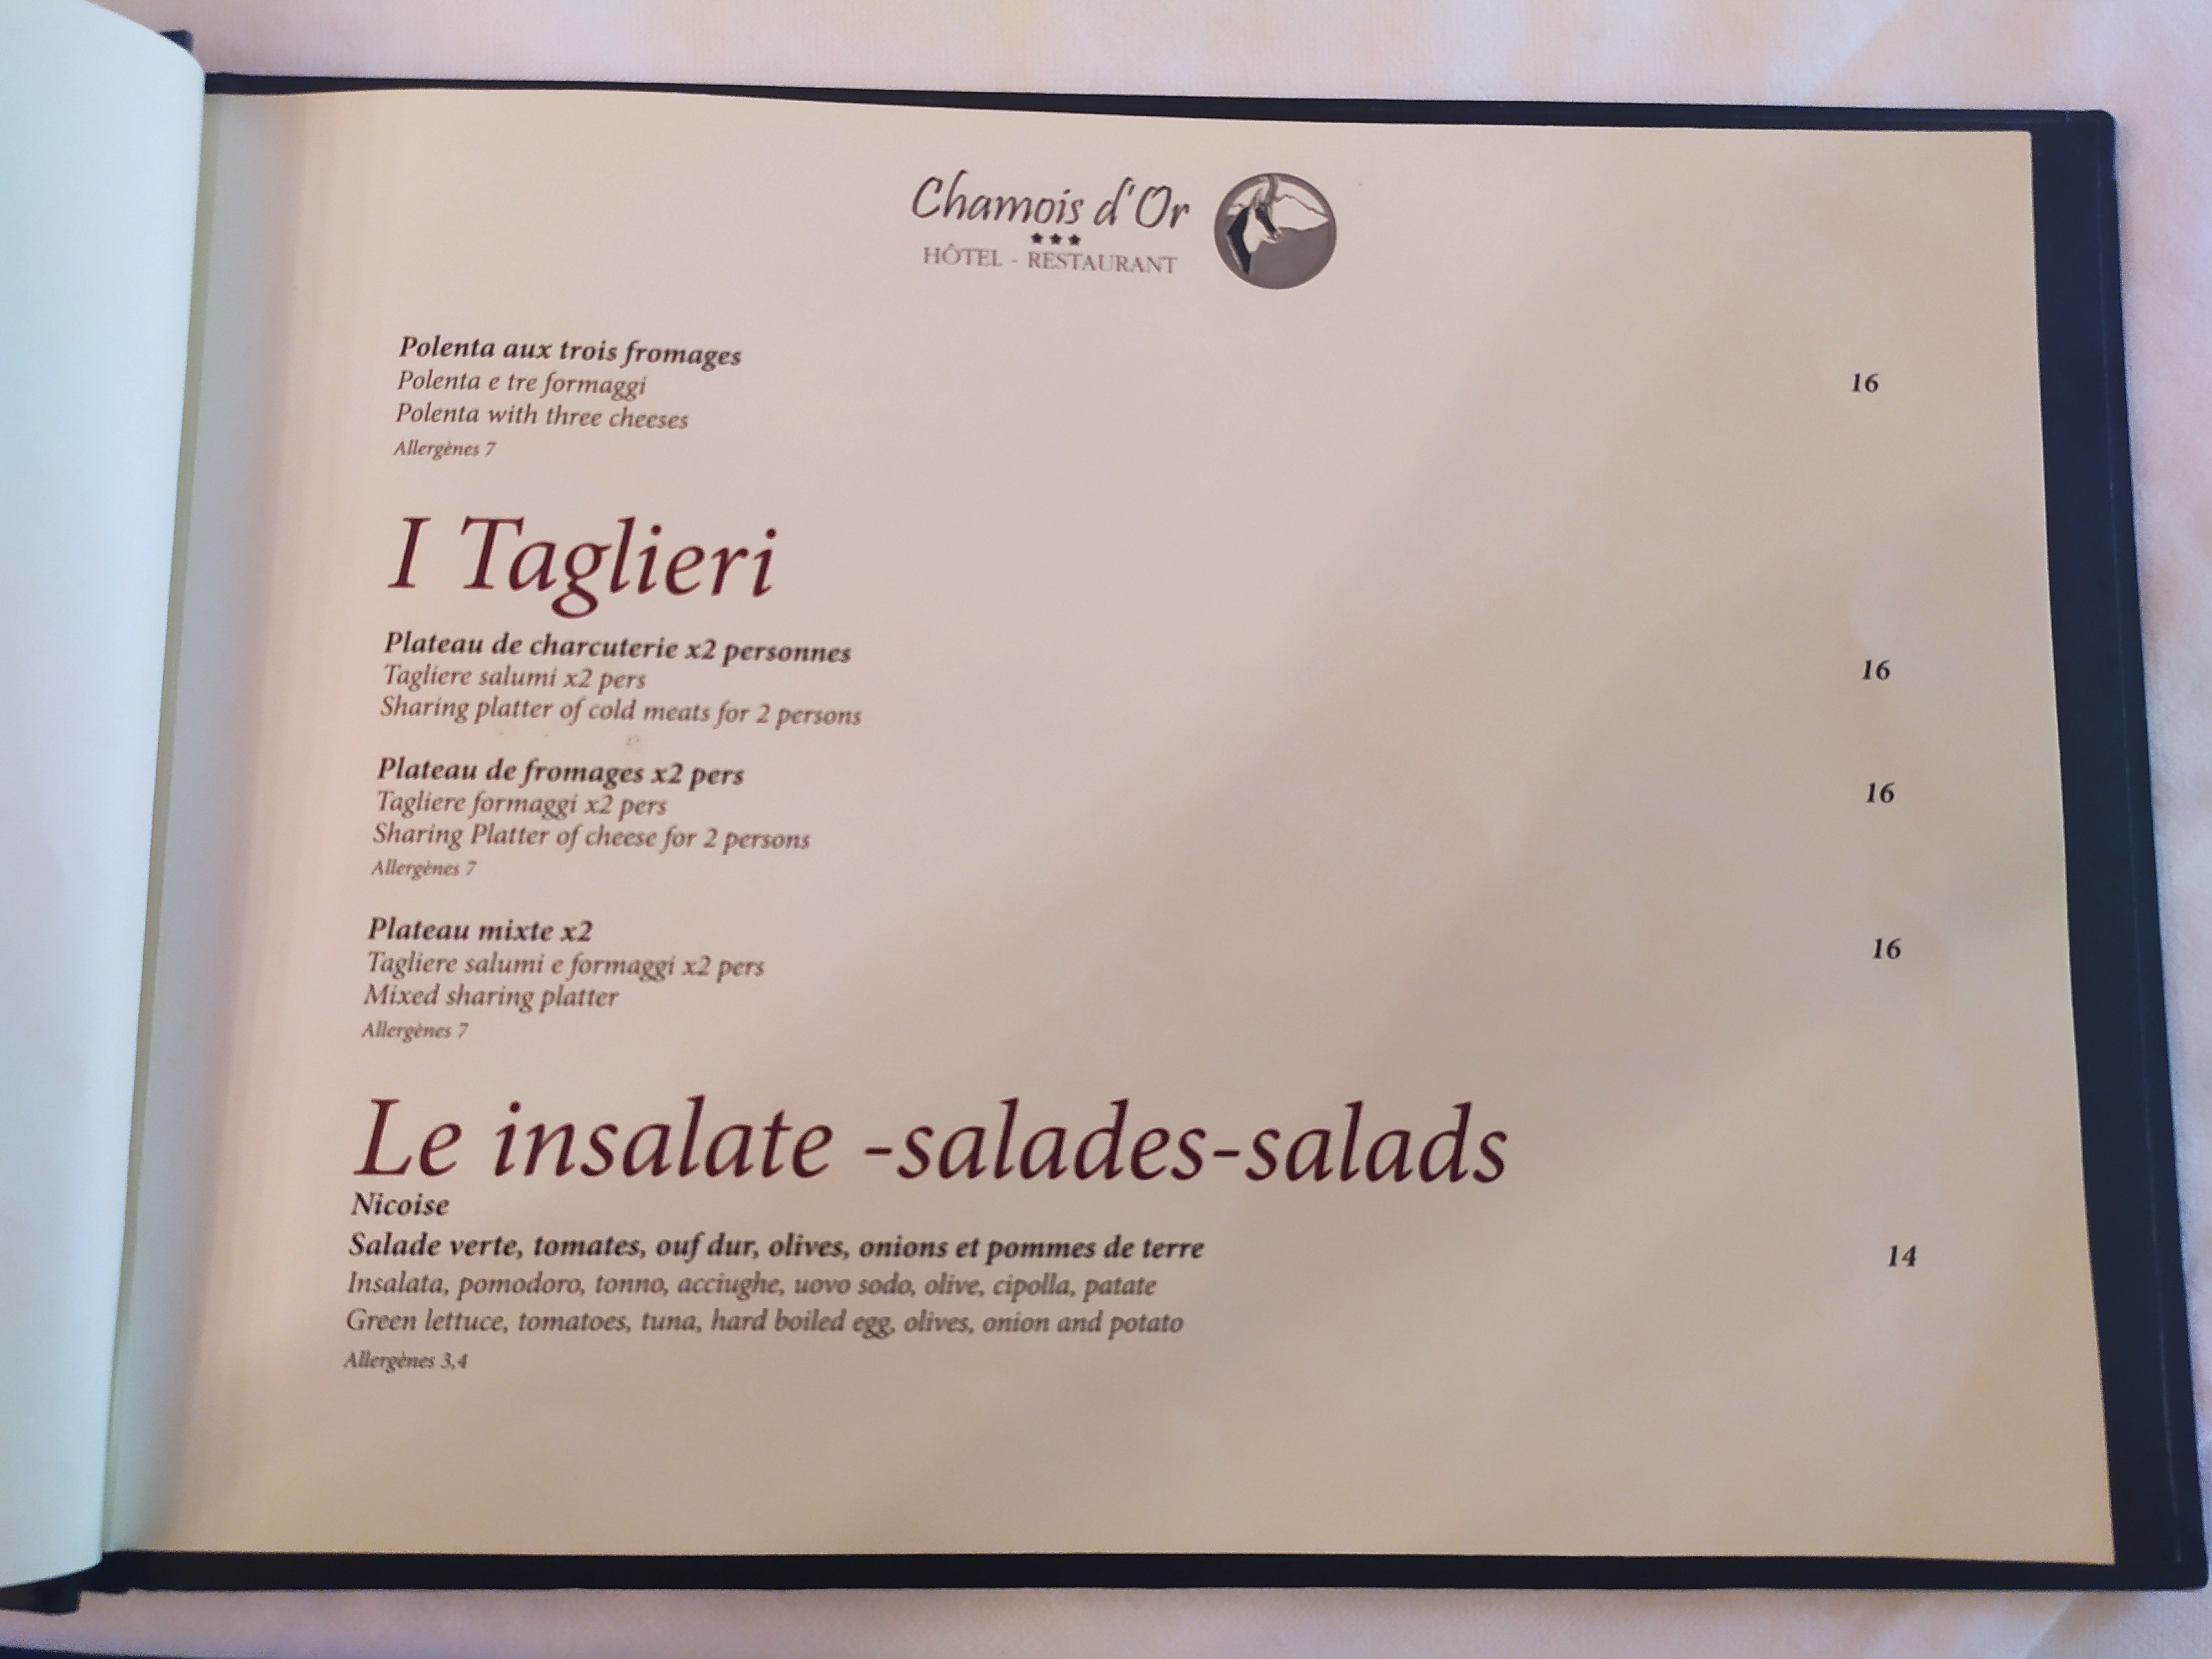 Chamois d'Or
HÔTEL - RESTAURANT
Polenta aux trois fromages
Polenta e tre formaggi
16
Polenta with three cheeses
Allergènes 7
I Taglieri
Plateau de charcuterie x2 personnes
Tagliere salumi x2 pers
16
Sharing platter of cold meats for 2 persons
Plateau de fromages x2 pers
Tagliere formaggi x2 pers
16
Sharing Platter of cheese for 2 persons
Allergènes 7
Plateau mixte x2
Tagliere salumi e formaggi x2 pers
16
Mixed sharing platter
Allergènes 7
Le insalate -salades-salads
Nicoise
Salade verte, tomates, ouf dur, olives, onions et pommes de terre
14
Insalata, pomodoro, tonno, acciughe, uovo sodo, olive, cipolla, patate
Green lettuce, tomatoes, tuna, hard boiled egg, olives, onion and potato
Allergènes 3,4